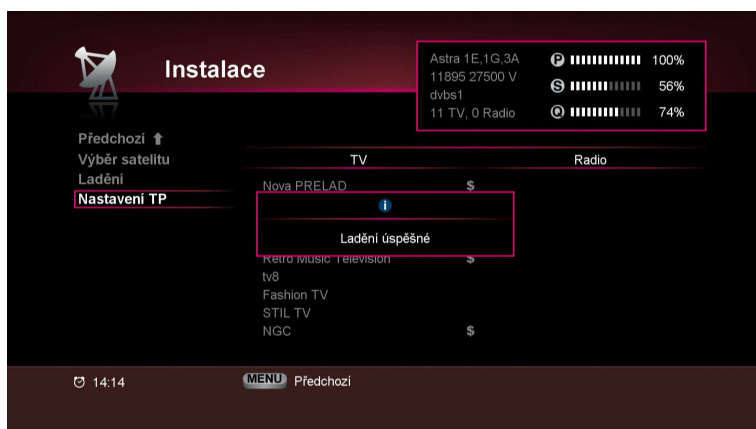 Instalace
Astra 1E,1G,3A
11895 27500 V
dvbs1
11 TV, 0 Radio
P 100%
S 56%
Q 74%
Předchozí
Výběr satelitu
Ladění
Nastavení TP
TV Radio
Nova PRELAD $
i
Ladění úspěšné
Retro Music Television $
tv8
Fashion TV
STIL TV
NGC $
14:14
MENU Předchozí